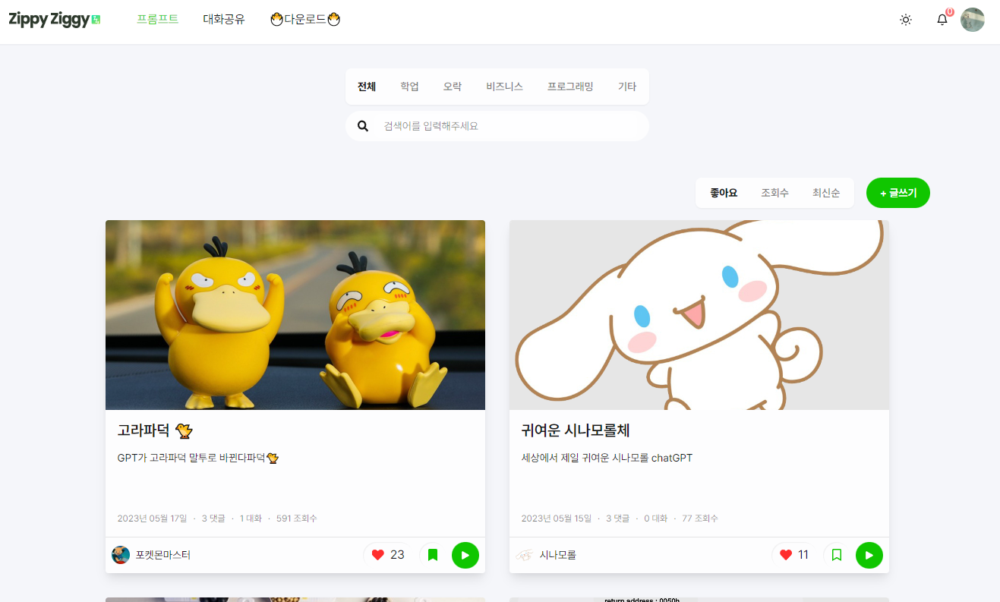 Zippy Ziggy 프롬프트 대화공유 🐣다운로드🐣 0
전체 학업 오락 비즈니스 프로그래밍 기타
검색어를 입력해주세요
좋아요 조회수 최신순 + 글쓰기
고라파덕 🐤
GPT가 고라파덕 말투로 바뀐다파덕🐤
2023년 05월 17일 · 3 댓글 · 1 대화 · 591 조회수
포켓몬마스터 23
귀여운 시나모롤체
세상에서 제일 귀여운 시나모롤 chatGPT
2023년 05월 15일 · 3 댓글 · 0 대화 · 77 조회수
시나모롤 11
return address : 0050h